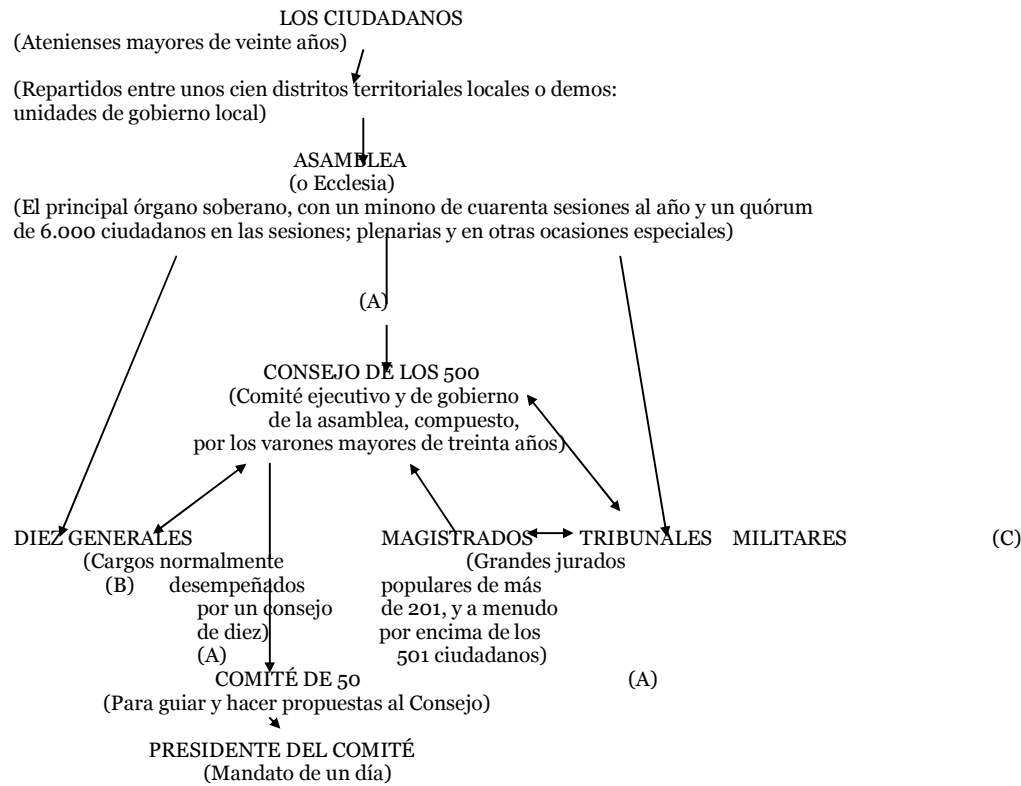 LOS CIUDADANOS
(Atenienses mayores de veinte años)
(Repartidos entre unos cien distritos territoriales locales o demos:
unidades de gobierno local)
ASAMBLEA
(o Ecclesia)
(El principal órgano soberano, con un minono de cuarenta sesiones al año y un quórum
de 6.000 ciudadanos en las sesiones; plenarias y en otras ocasiones especiales)
(A)
CONSEJO DE LOS 500
(Comité ejecutivo y de gobierno
de la asamblea, compuesto,
por los varones mayores de treinta años)
DIEZ GENERALES MAGISTRADOS TRIBUNALES MILITARES (C)
(Cargos normalmente (Grandes jurados
(B) desempeñados populares de más
por un consejo de 201, y a menudo
de diez) por encima de los
(A) 501 ciudadanos)
COMITÉ DE 50 (A)
(Para guiar y hacer propuestas al Consejo)
PRESIDENTE DEL COMITÉ
(Mandato de un día)